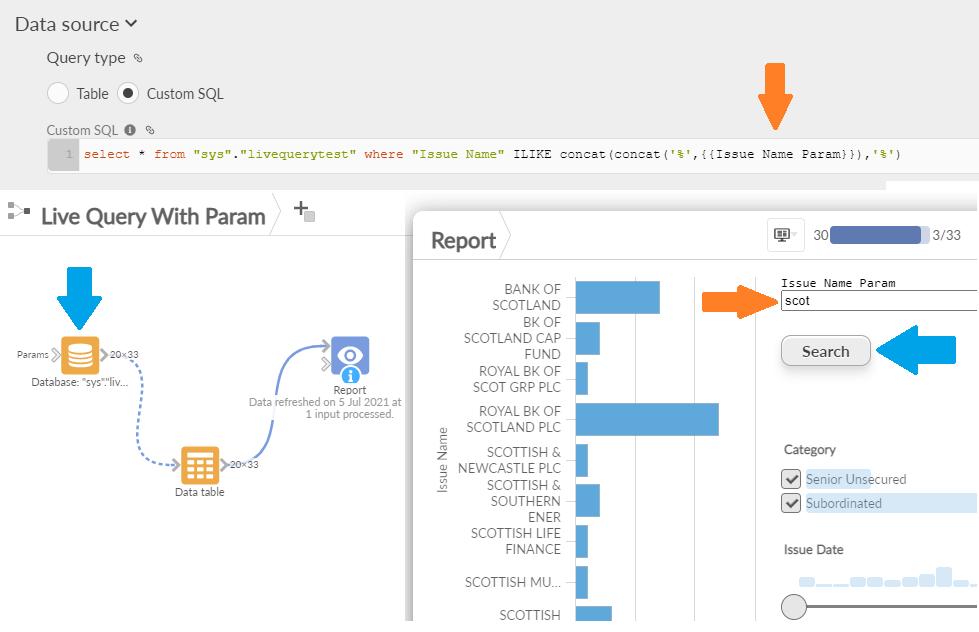 Data source
Query type
Table
Custom SQL
Custom SQL
1 select * from "sys"."livequerytest" where "Issue Name" ILIKE concat(concat('%',{{Issue Name Param}}),'%')
Live Query With Param
Params
20×33
Database: "sys"."liv...
Report
Data refreshed on 5 Jul 2021 at
1 input processed.
20×33
Data table
Report
30
3/33
Issue Name
BANK OF
SCOTLAND
BK OF
SCOTLAND CAP
FUND
ROYAL BK OF
SCOT GRP PLC
ROYAL BK OF
SCOTLAND PLC
SCOTTISH &
NEWCASTLE PLC
SCOTTISH &
SOUTHERN
ENER
SCOTTISH LIFE
FINANCE
SCOTTISH MU...
SCOTTISH
Issue Name Param
scot
Search
Category
Senior Unsecured
Subordinated
Issue Date